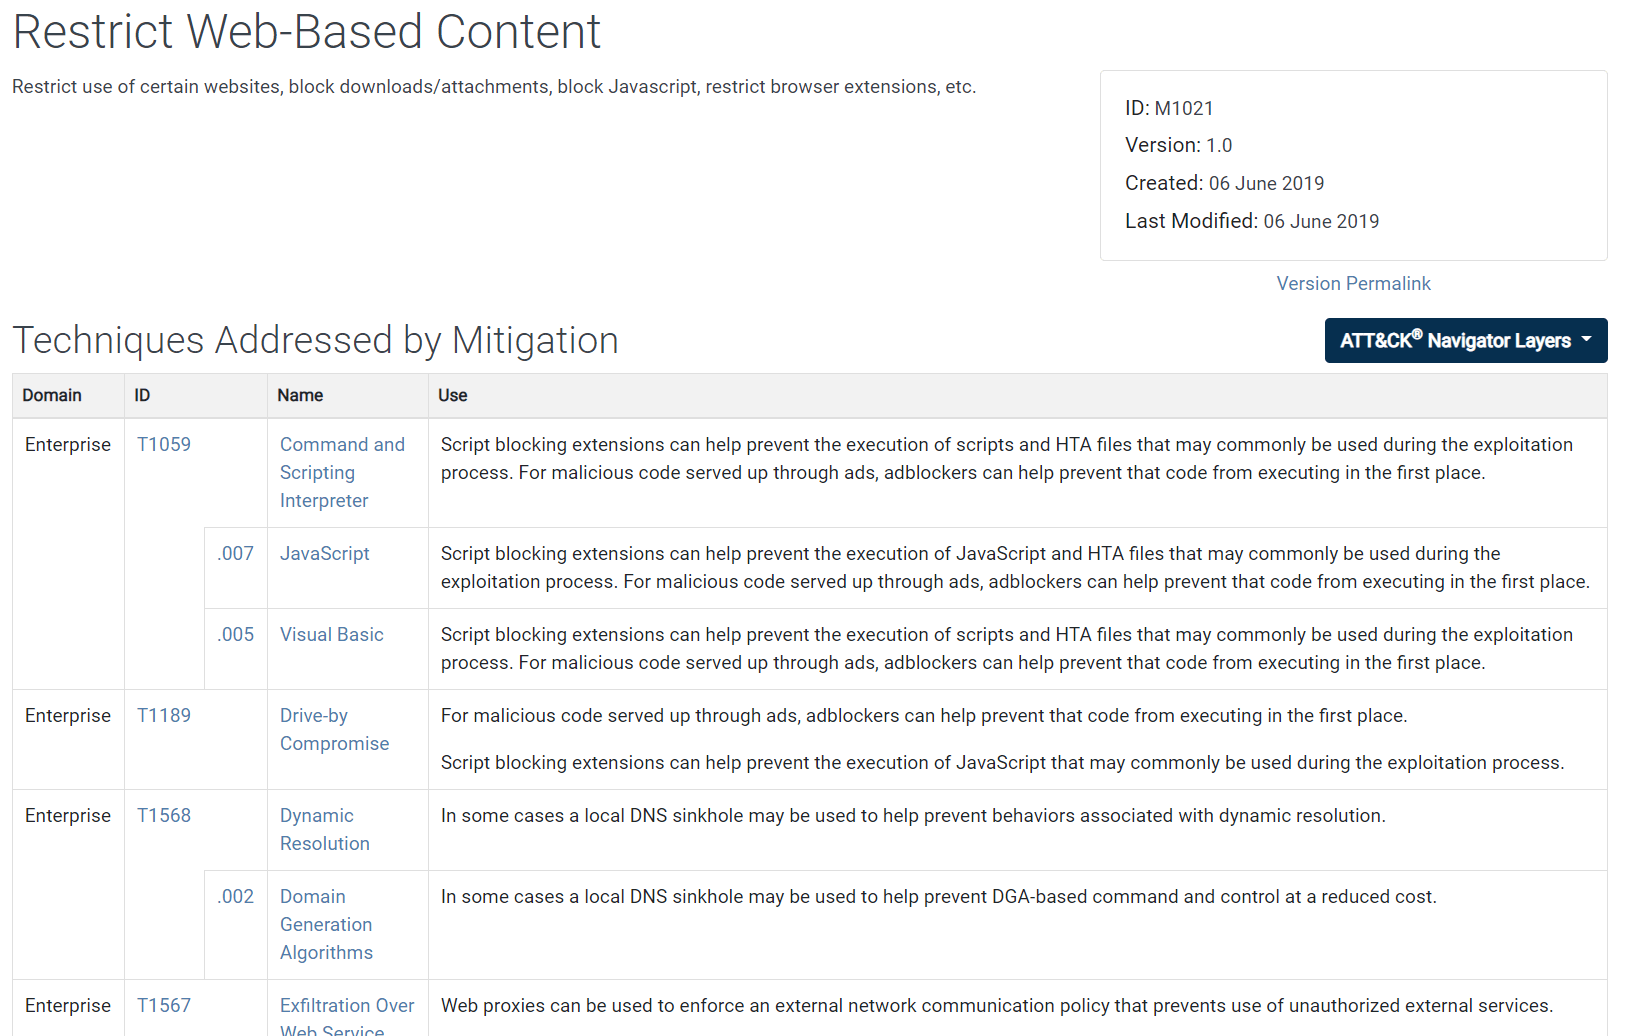 Restrict Web-Based Content
Restrict use of certain websites, block downloads/attachments, block Javascript, restrict browser extensions, etc.
ID: M1021
Version: 1.0
Created: 06 June 2019
Last Modified: 06 June 2019
Version Permalink
Techniques Addressed by Mitigation
ATT&CK® Navigator Layers
Domain ID Name Use
Enterprise T1059 Command and Scripting Interpreter Script blocking extensions can help prevent the execution of scripts and HTA files that may commonly be used during the exploitation
process. For malicious code served up through ads, adblockers can help prevent that code from executing in the first place.
.007 JavaScript Script blocking extensions can help prevent the execution of JavaScript and HTA files that may commonly be used during the
exploitation process. For malicious code served up through ads, adblockers can help prevent that code from executing in the first place.
.005 Visual Basic Script blocking extensions can help prevent the execution of scripts and HTA files that may commonly be used during the exploitation
process. For malicious code served up through ads, adblockers can help prevent that code from executing in the first place.
Enterprise T1189 Drive-by Compromise For malicious code served up through ads, adblockers can help prevent that code from executing in the first place.
Script blocking extensions can help prevent the execution of JavaScript that may commonly be used during the exploitation process.
Enterprise T1568 Dynamic Resolution In some cases a local DNS sinkhole may be used to help prevent behaviors associated with dynamic resolution.
.002 Domain Generation Algorithms In some cases a local DNS sinkhole may be used to help prevent DGA-based command and control at a reduced cost.
Enterprise T1567 Exfiltration Over Web Service Web proxies can be used to enforce an external network communication policy that prevents use of unauthorized external services.